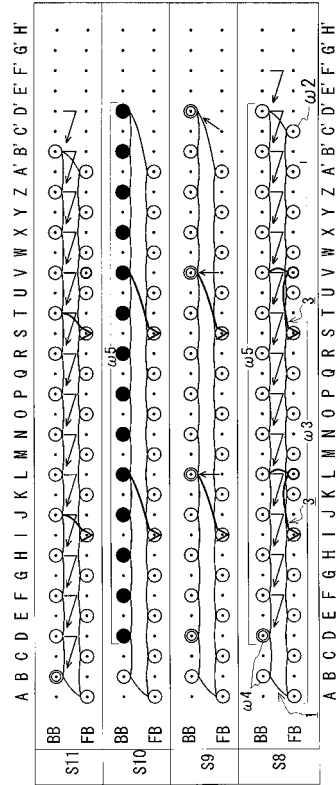 A B C D E F G H I J K L M N O P Q R S T U V W X Y Z A' B' C' D' E' F' G' H'
S11 BB
FB
ω5
S10 BB
FB
S9 BB
FB
ω5
ω4
S8 BB
FB
1 3 3 ω2
ω3
A B C D E F G H I J K L M N O P Q R S T U V W X Y Z A' B' C' D' E' F' G' H'